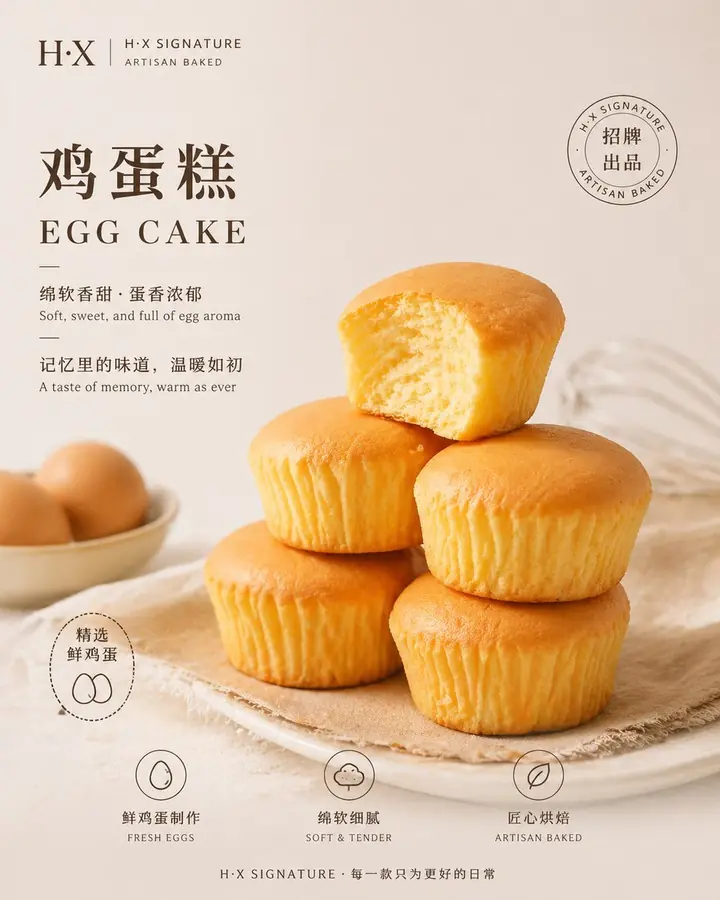 H·X
H·X SIGNATURE
ARTISAN BAKED
H·X SIGNATURE
招牌
出品
ARTISAN BAKED
鸡蛋糕
EGG CAKE
绵软香甜·蛋香浓郁
Soft, sweet, and full of egg aroma
记忆里的味道，温暖如初
A taste of memory, warm as ever
精选
鲜鸡蛋
鲜鸡蛋制作
FRESH EGGS
绵软细腻
SOFT & TENDER
匠心烘焙
ARTISAN BAKED
H·X SIGNATURE · 每一款只为更好的日常